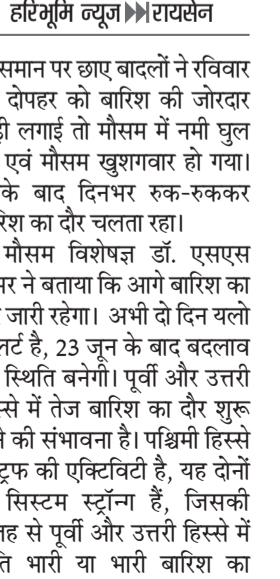 हरिभूमि न्यूज रायसेन
समान पर छाए बादलों ने रविवार
दोपहर को बारिश की जोरदार
लगाई तो मौसम में नमी घुल
एवं मौसम खुशगवार हो गया।
के बाद दिनभर रुक-रुककर
रिश का दौर चलता रहा।
मौसम विशेषज्ञ डॉ. एसएस
ने बताया कि आगे बारिश का
जारी रहेगा। अभी दो दिन यलो
लर्ट है, 23 जून के बाद बदलाव
स्थिति बनेगी। पूर्वी और उत्तरी
से में तेज बारिश का दौर शुरू
की संभावना है। पश्चिमी हिस्से
ट्रफ की एक्टिविटी है, यह दोनों
सिस्टम स्ट्रॉन्ग हैं, जिसकी
से पूर्वी और उत्तरी हिस्से में
ति भारी या भारी बारिश का